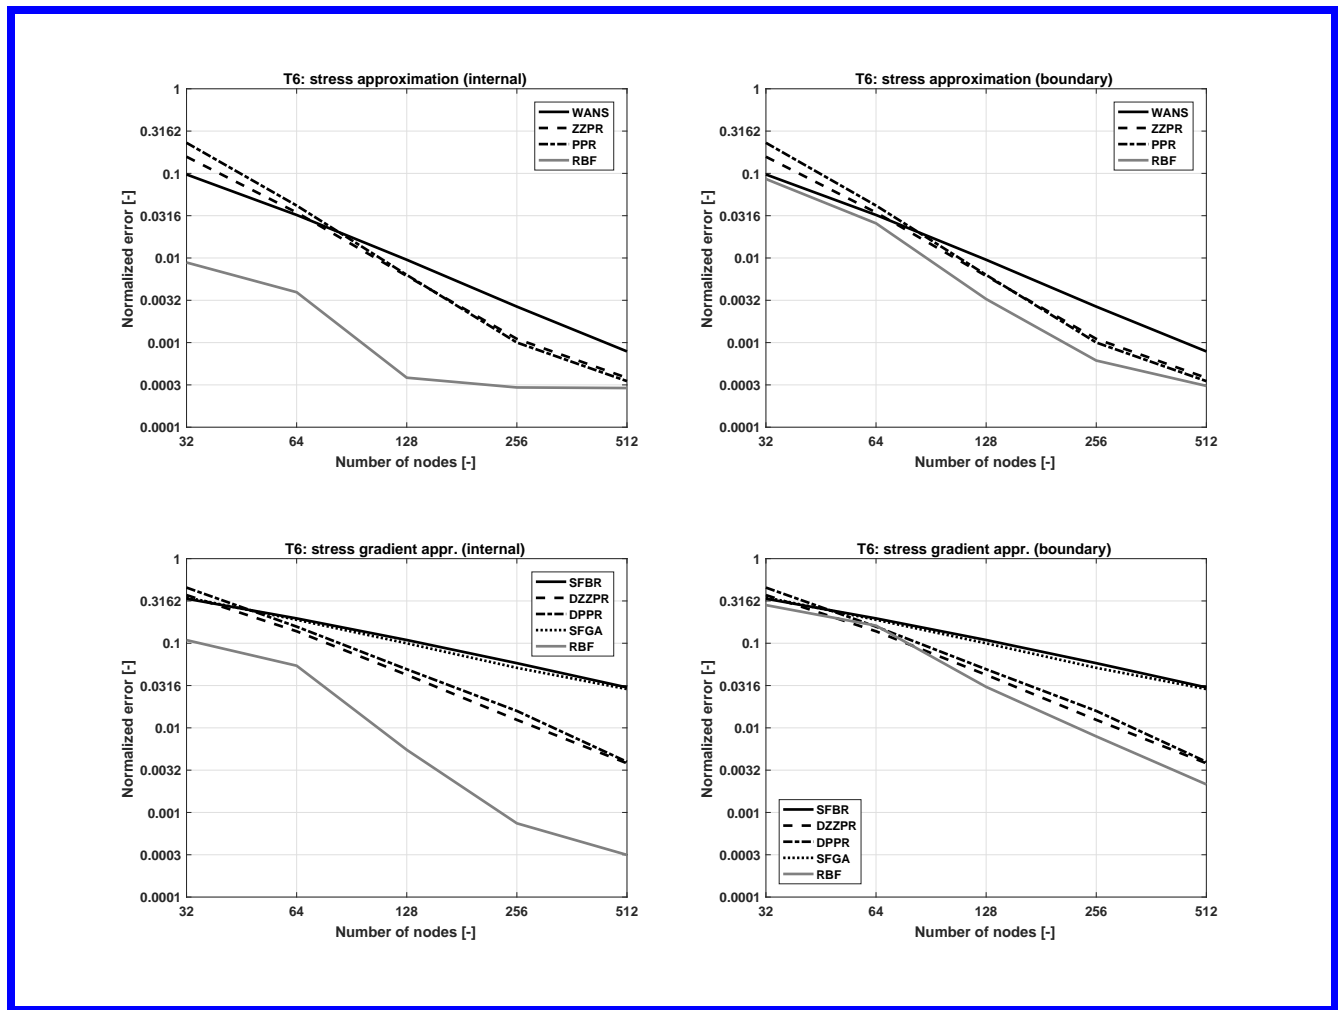 T6: stress approximation (internal)
1
0.3162
0.1
0.0316
0.01
0.0032
0.001
0.0003
0.0001
Normalized error [-]
WANS
ZZPR
PPR
RBF
32 64 128 256 512
Number of nodes [-]
T6: stress approximation (boundary)
1
0.3162
0.1
0.0316
0.01
0.0032
0.001
0.0003
0.0001
Normalized error [-]
WANS
ZZPR
PPR
RBF
32 64 128 256 512
Number of nodes [-]
T6: stress gradient appr. (internal)
1
0.3162
0.1
0.0316
0.01
0.0032
0.001
0.0003
0.0001
Normalized error [-]
SFBR
DZZPR
DPPR
SFGA
RBF
32 64 128 256 512
Number of nodes [-]
T6: stress gradient appr. (boundary)
1
0.3162
0.1
0.0316
0.01
0.0032
0.001
0.0003
0.0001
Normalized error [-]
SFBR
DZZPR
DPPR
SFGA
RBF
32 64 128 256 512
Number of nodes [-]